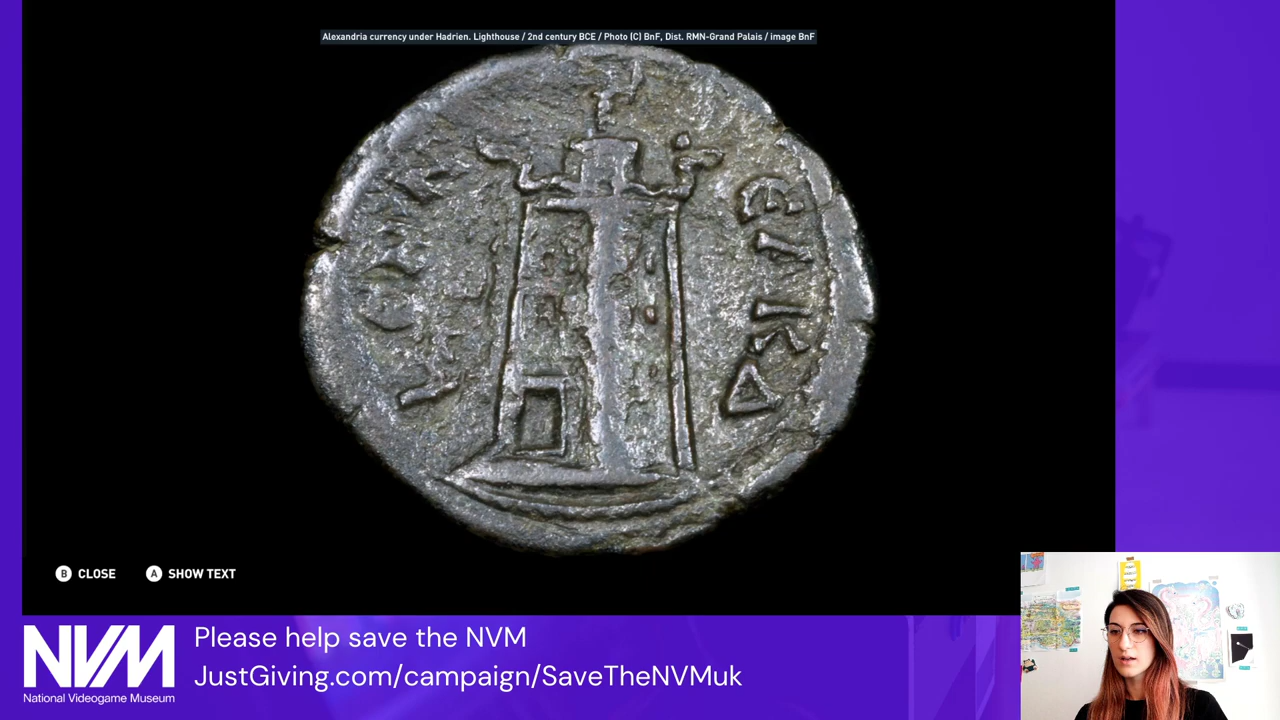 Alexandria currency under Hadrien. Lighthouse / 2nd century BCE / Photo (C) BnF, Dist. RMN-Grand Palais / image BnF
B CLOSE
A SHOW TEXT
NVM
National Videogame Museum
Please help save the NVM
JustGiving.com/campaign/SaveTheNVMuk